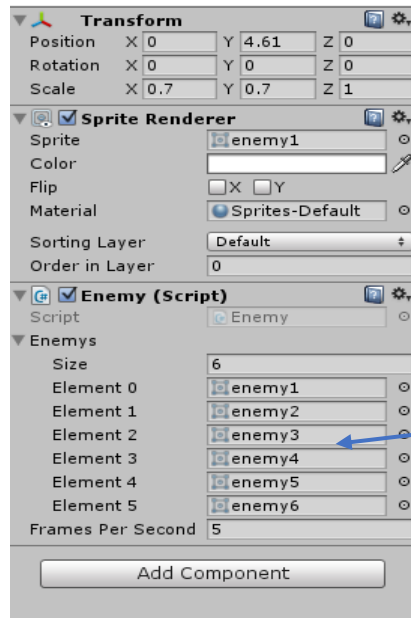 Transform
Position X 0 Y 4.61 Z 0
Rotation X 0 Y 0 Z 0
Scale X 0.7 Y 0.7 Z 1
Sprite Renderer
Sprite enemy1
Color
Flip X Y
Material Sprites-Default
Sorting Layer Default
Order in Layer 0
Enemy (Script)
Script Enemy
Enemys
Size 6
Element 0 enemy1
Element 1 enemy2
Element 2 enemy3
Element 3 enemy4
Element 4 enemy5
Element 5 enemy6
Frames Per Second 5
Add Component